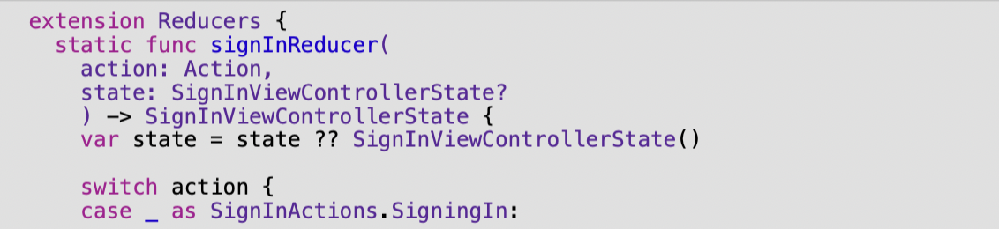 extension Reducers {
static func signInReducer(
action: Action,
state: SignInViewControllerState?
) -> SignInViewControllerState {
var state = state ?? SignInViewControllerState()
switch action {
case _ as SignInActions.SigningIn: